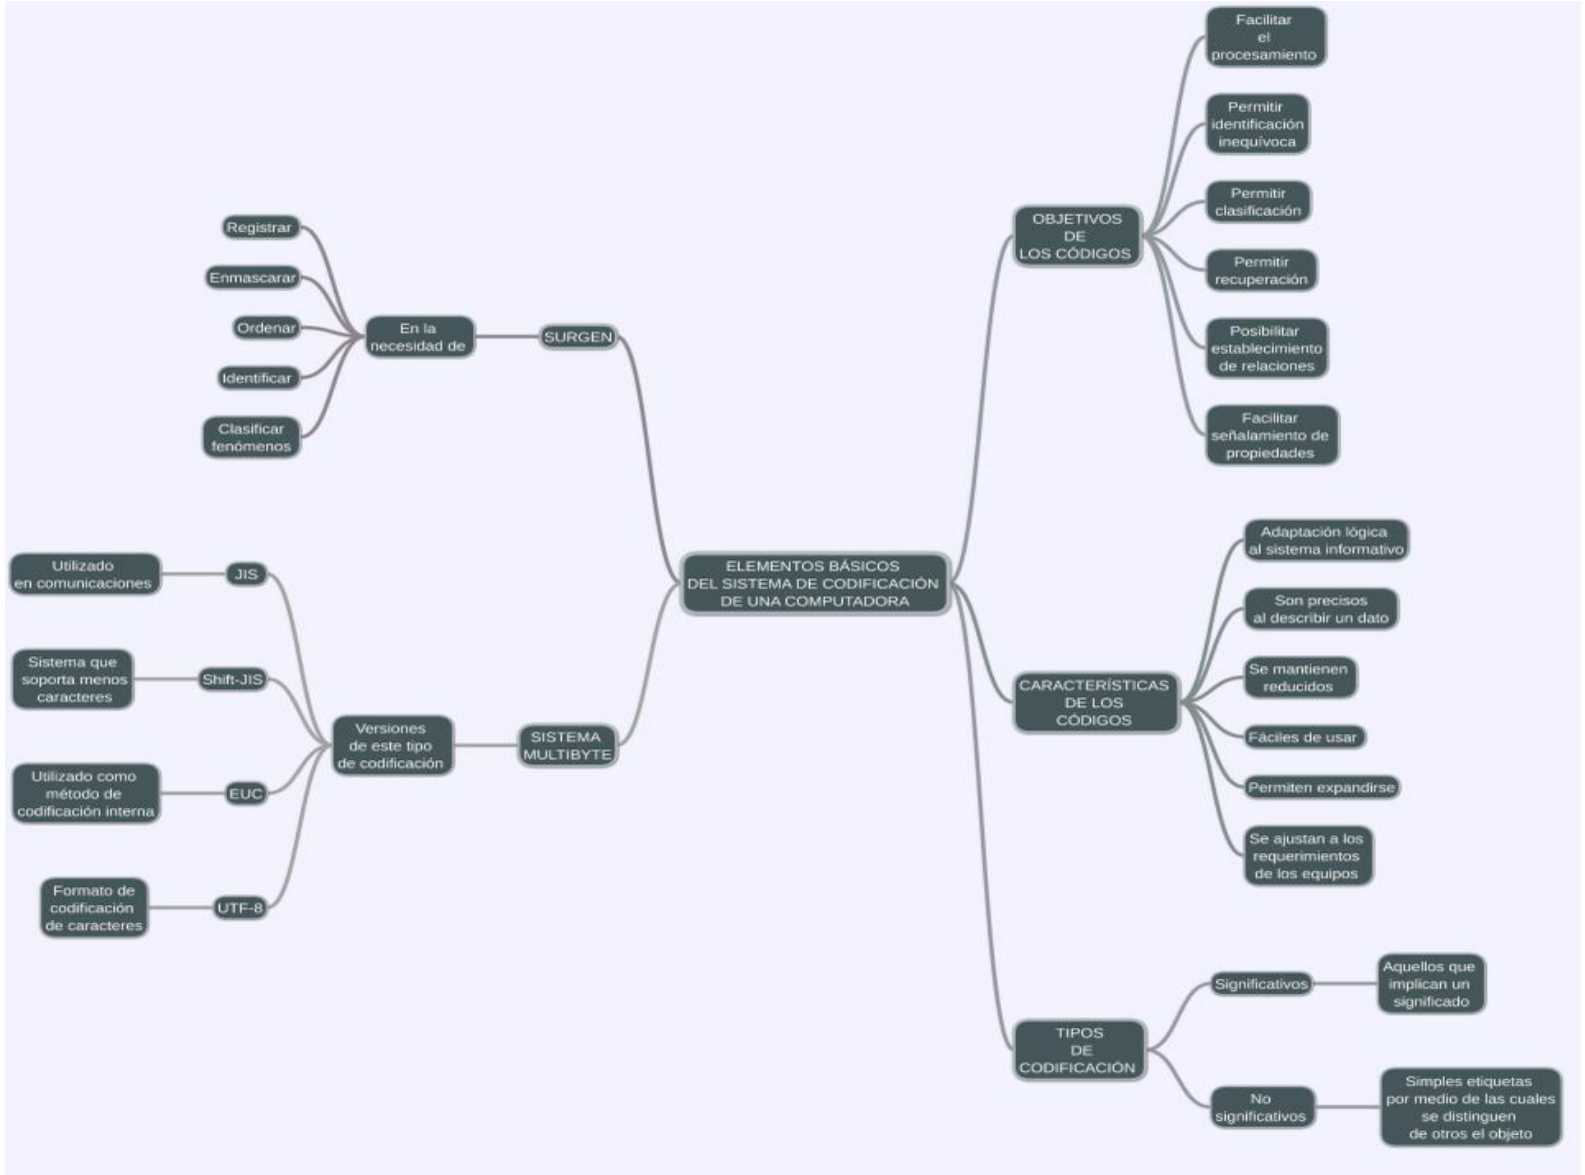 ELEMENTOS BÁSICOS
DEL SISTEMA DE CODIFICACIÓN
DE UNA COMPUTADORA
SURGEN
En la
necesidad de
Registrar
Enmascarar
Ordenar
Identificar
Clasificar
fenómenos
SISTEMA
MULTIBYTE
Versiones
de este tipo
de codificación
JIS
Utilizado
en comunicaciones
Shift-JIS
Sistema que
soporta menos
caracteres
EUC
Utilizado como
método de
codificación interna
UTF-8
Formato de
codificación
de caracteres
OBJETIVOS
DE
LOS CÓDIGOS
Facilitar
el
procesamiento
Permitir
identificación
inequívoca
Permitir
clasificación
Permitir
recuperación
Posibilitar
establecimiento
de relaciones
Facilitar
señalamiento de
propiedades
CARACTERÍSTICAS
DE LOS
CÓDIGOS
Adaptación lógica
al sistema informativo
Son precisos
al describir un dato
Se mantienen
reducidos
Fáciles de usar
Permiten expandirse
Se ajustan a los
requerimientos
de los equipos
TIPOS
DE
CODIFICACIÓN
Significativos
Aquellos que
implican un
significado
No
significativos
Simples etiquetas
por medio de las cuales
se distinguen
de otros el objeto